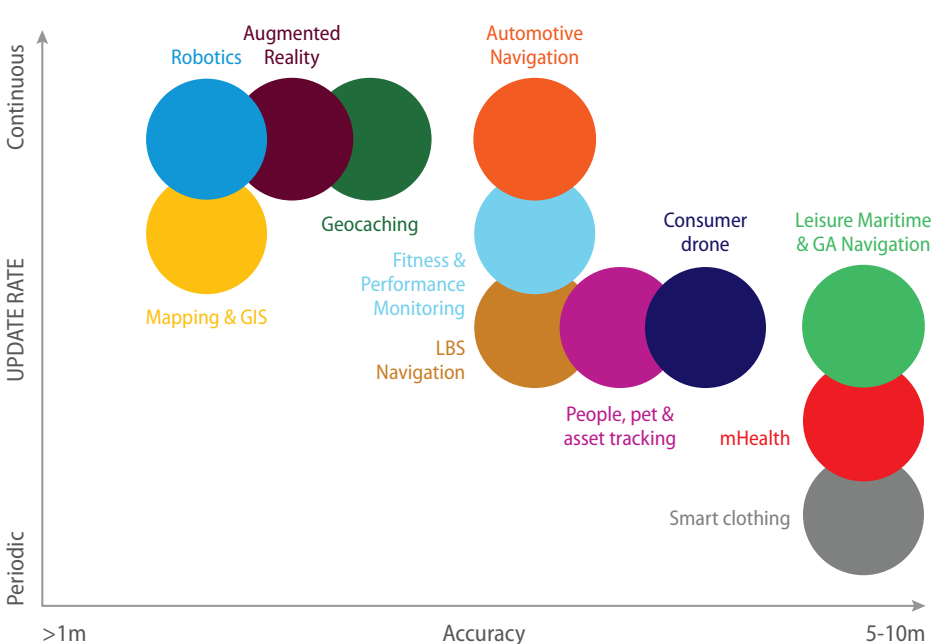 Augmented
Reality
Robotics
Automotive
Navigation
Continuous
Geocaching
Consumer
drone
Leisure Maritime
& GA Navigation
Fitness &
Performance
Monitoring
UPDATE RATE
Mapping & GIS
LBS
Navigation
People, pet &
asset tracking
mHealth
Smart clothing
Periodic
>1m
Accuracy
5-10m